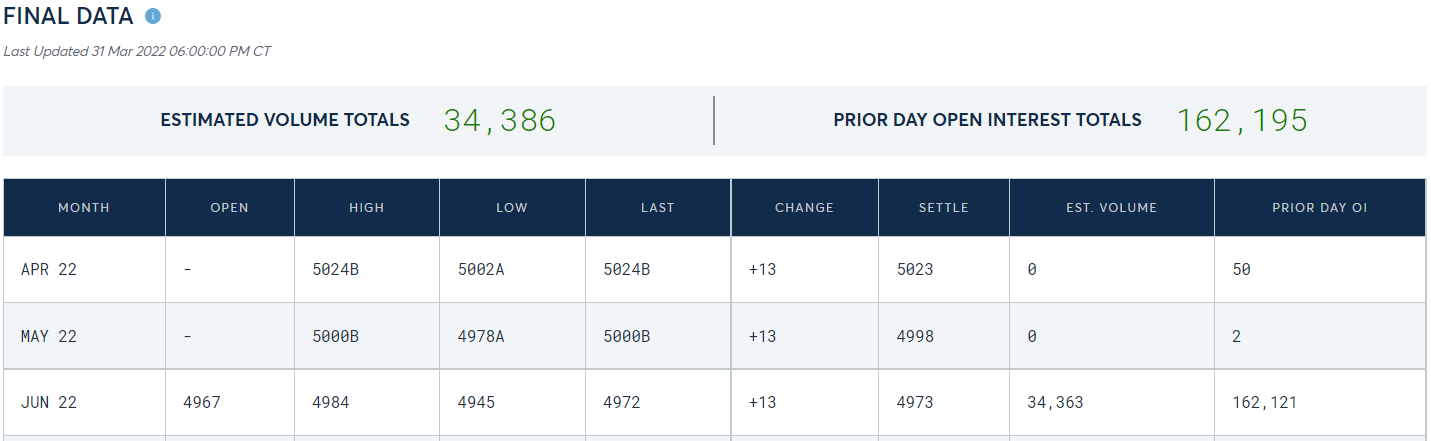 FINAL DATA i
Last Updated 31 Mar 2022 06:00:00 PM CT
ESTIMATED VOLUME TOTALS 34,386 PRIOR DAY OPEN INTEREST TOTALS 162,195
MONTH OPEN HIGH LOW LAST CHANGE SETTLE EST. VOLUME PRIOR DAY OI
APR 22 - 5024B 5002A 5024B +13 5023 0 50
MAY 22 - 5000B 4978A 5000B +13 4998 0 2
JUN 22 4967 4984 4945 4972 +13 4973 34,363 162,121